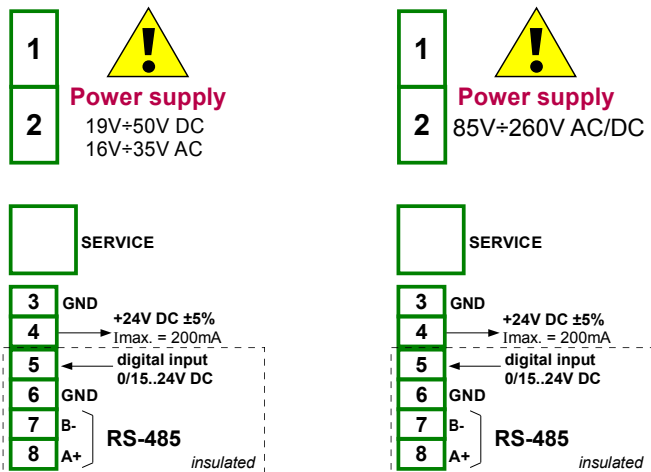 1
Power supply
2
19V÷50V DC
16V÷35V AC
SERVICE
3 GND
4 +24V DC ±5%
Imax. = 200mA
5 digital input
0/15..24V DC
6 GND
7 B-
RS-485
8 A+
insulated
1
Power supply
2
85V÷260V AC/DC
SERVICE
3 GND
4 +24V DC ±5%
Imax. = 200mA
5 digital input
0/15..24V DC
6 GND
7 B-
RS-485
8 A+
insulated